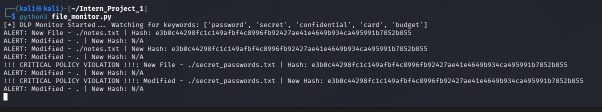 ┌──(kali㉿kali)-[~/Intern_Project_1]
└─$ python3 file_monitor.py
[*] DLP Monitor Started... Watching for keywords: ['password', 'secret', 'confidential', 'card', 'budget']
ALERT: New File - ./notes.txt | Hash: e3b0c44298fc1c149afbf4c8996fb92427ae41e4649b934ca495991b7852b855
ALERT: Modified - . | New Hash: N/A
ALERT: Modified - ./notes.txt | New Hash: e3b0c44298fc1c149afbf4c8996fb92427ae41e4649b934ca495991b7852b855
ALERT: Modified - . | New Hash: N/A
!!! CRITICAL POLICY VIOLATION !!!: New File - ./secret_passwords.txt | Hash: e3b0c44298fc1c149afbf4c8996fb92427ae41e4649b934ca495991b7852b855
ALERT: Modified - . | New Hash: N/A
!!! CRITICAL POLICY VIOLATION !!!: Modified - ./secret_passwords.txt | New Hash: e3b0c44298fc1c149afbf4c8996fb92427ae41e4649b934ca495991b7852b855
ALERT: Modified - . | New Hash: N/A